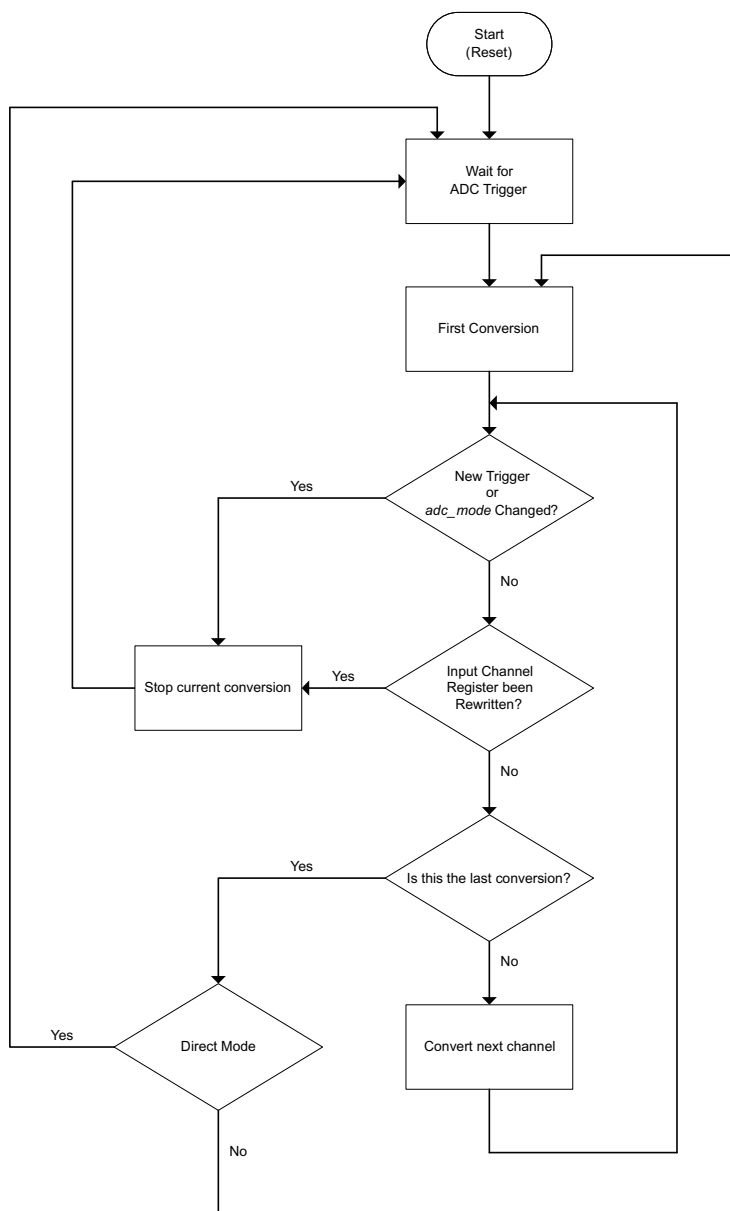 Start
(Reset)
Wait for
ADC Trigger
First Conversion
New Trigger
or
adc_mode Changed?
Yes
No
Input Channel
Register been
Rewritten?
Yes
Stop current conversion
No
Is this the last conversion?
Yes
No
Direct Mode
Yes
Convert next channel
No